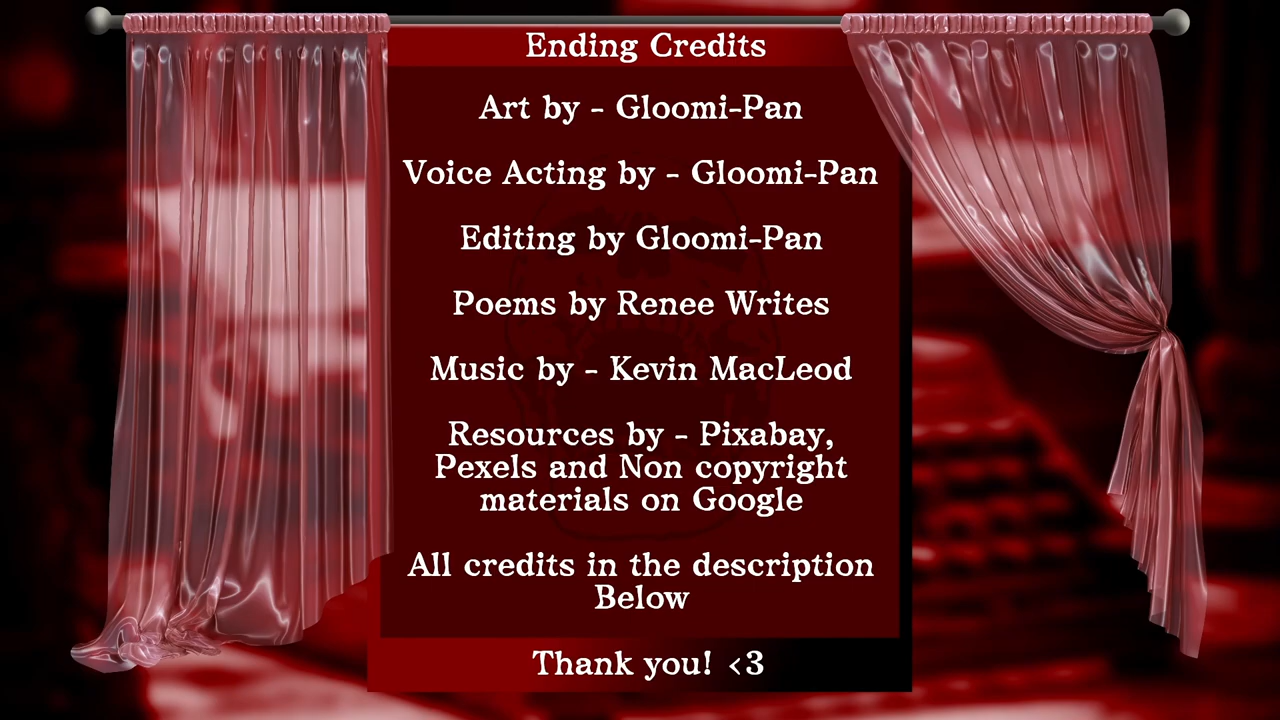 Ending Credits
Art by - Gloomi-Pan
Voice Acting by - Gloomi-Pan
Editing by Gloomi-Pan
Poems by Renee Writes
Music by - Kevin MacLeod
Resources by - Pixabay,
Pexels and Non copyright
materials on Google
All credits in the description
Below
Thank you! <3